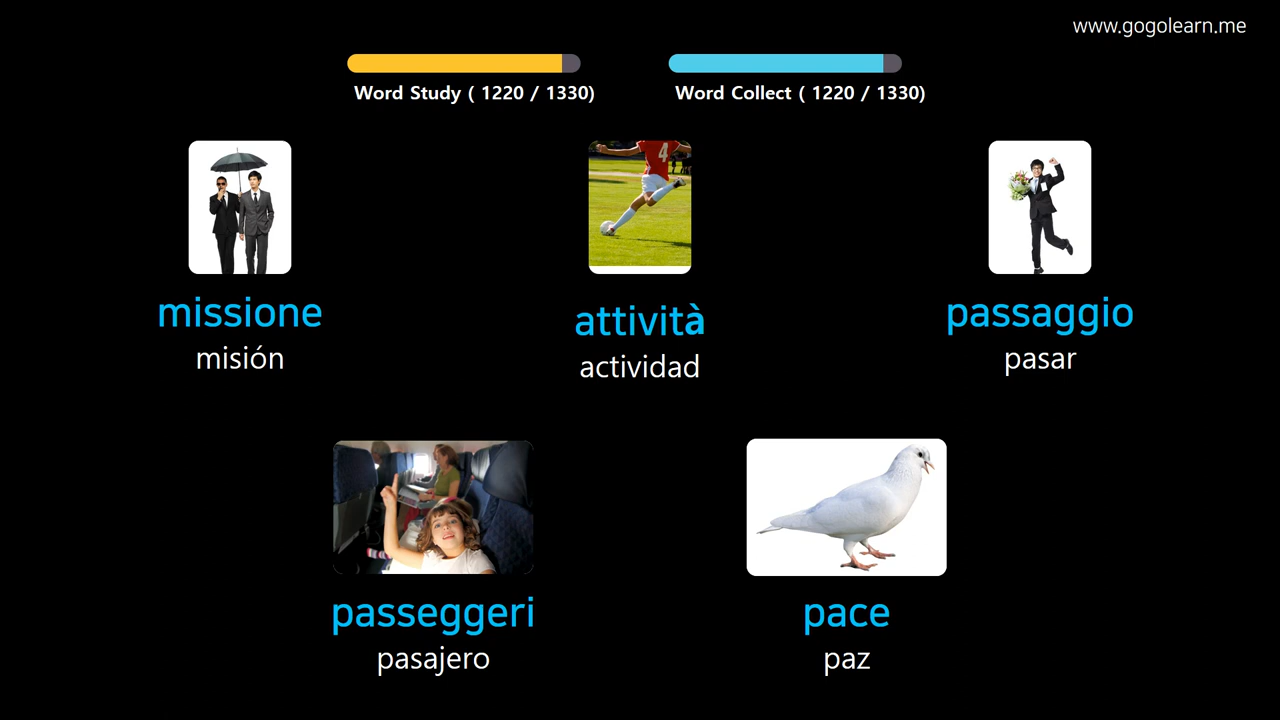 www.gogolearn.me
Word Study ( 1220 / 1330)
Word Collect ( 1220 / 1330)
4
missione
misión
attività
actividad
passaggio
pasar
passeggeri
pasajero
pace
paz